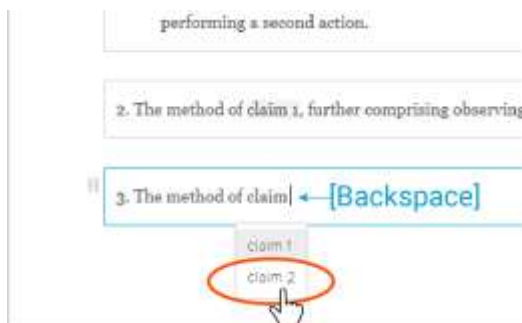 performing a second action.
2. The method of claim 1, further comprising observing
3. The method of claim [Backspace]
claim 1
claim 2